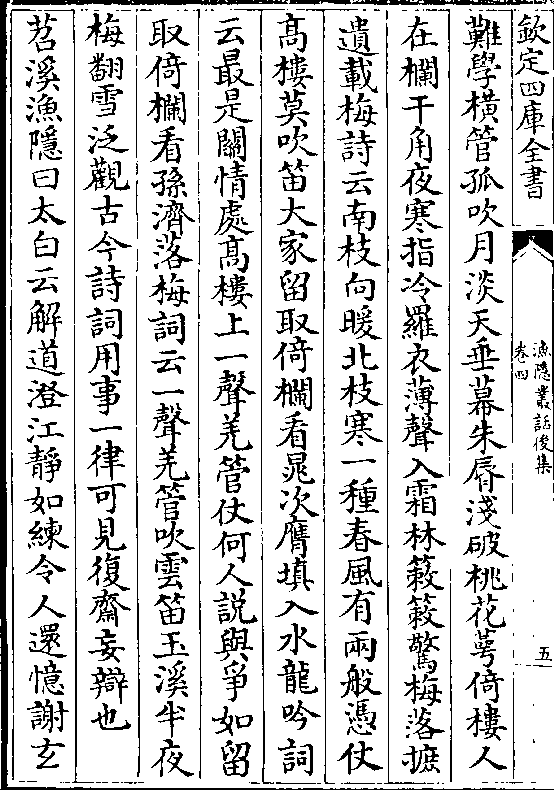 欽定四庫全書
漁隱叢話後集
卷四
五
難學橫管孤吹月淡天垂幕朱脣淺破桃花萼倚樓人
在欄干角夜寒指冷羅衣薄聲入霜林簌簌驚梅落摭
遺載梅詩云南枝向暖北枝寒一種春風有兩般憑仗
髙樓莫吹笛大家留取倚欄看晁次膺填入水龍吟詞
云最是關情處髙樓上一聲羌管仗何人說與爭如留
取倚欄看孫濟落梅詞云一聲羌管吹雲笛玉溪半夜
梅翻雪泛觀古今詩詞用事一律可見復齋妄辯也
苕溪漁隱曰太白云解道澄江靜如練令人還憶謝玄